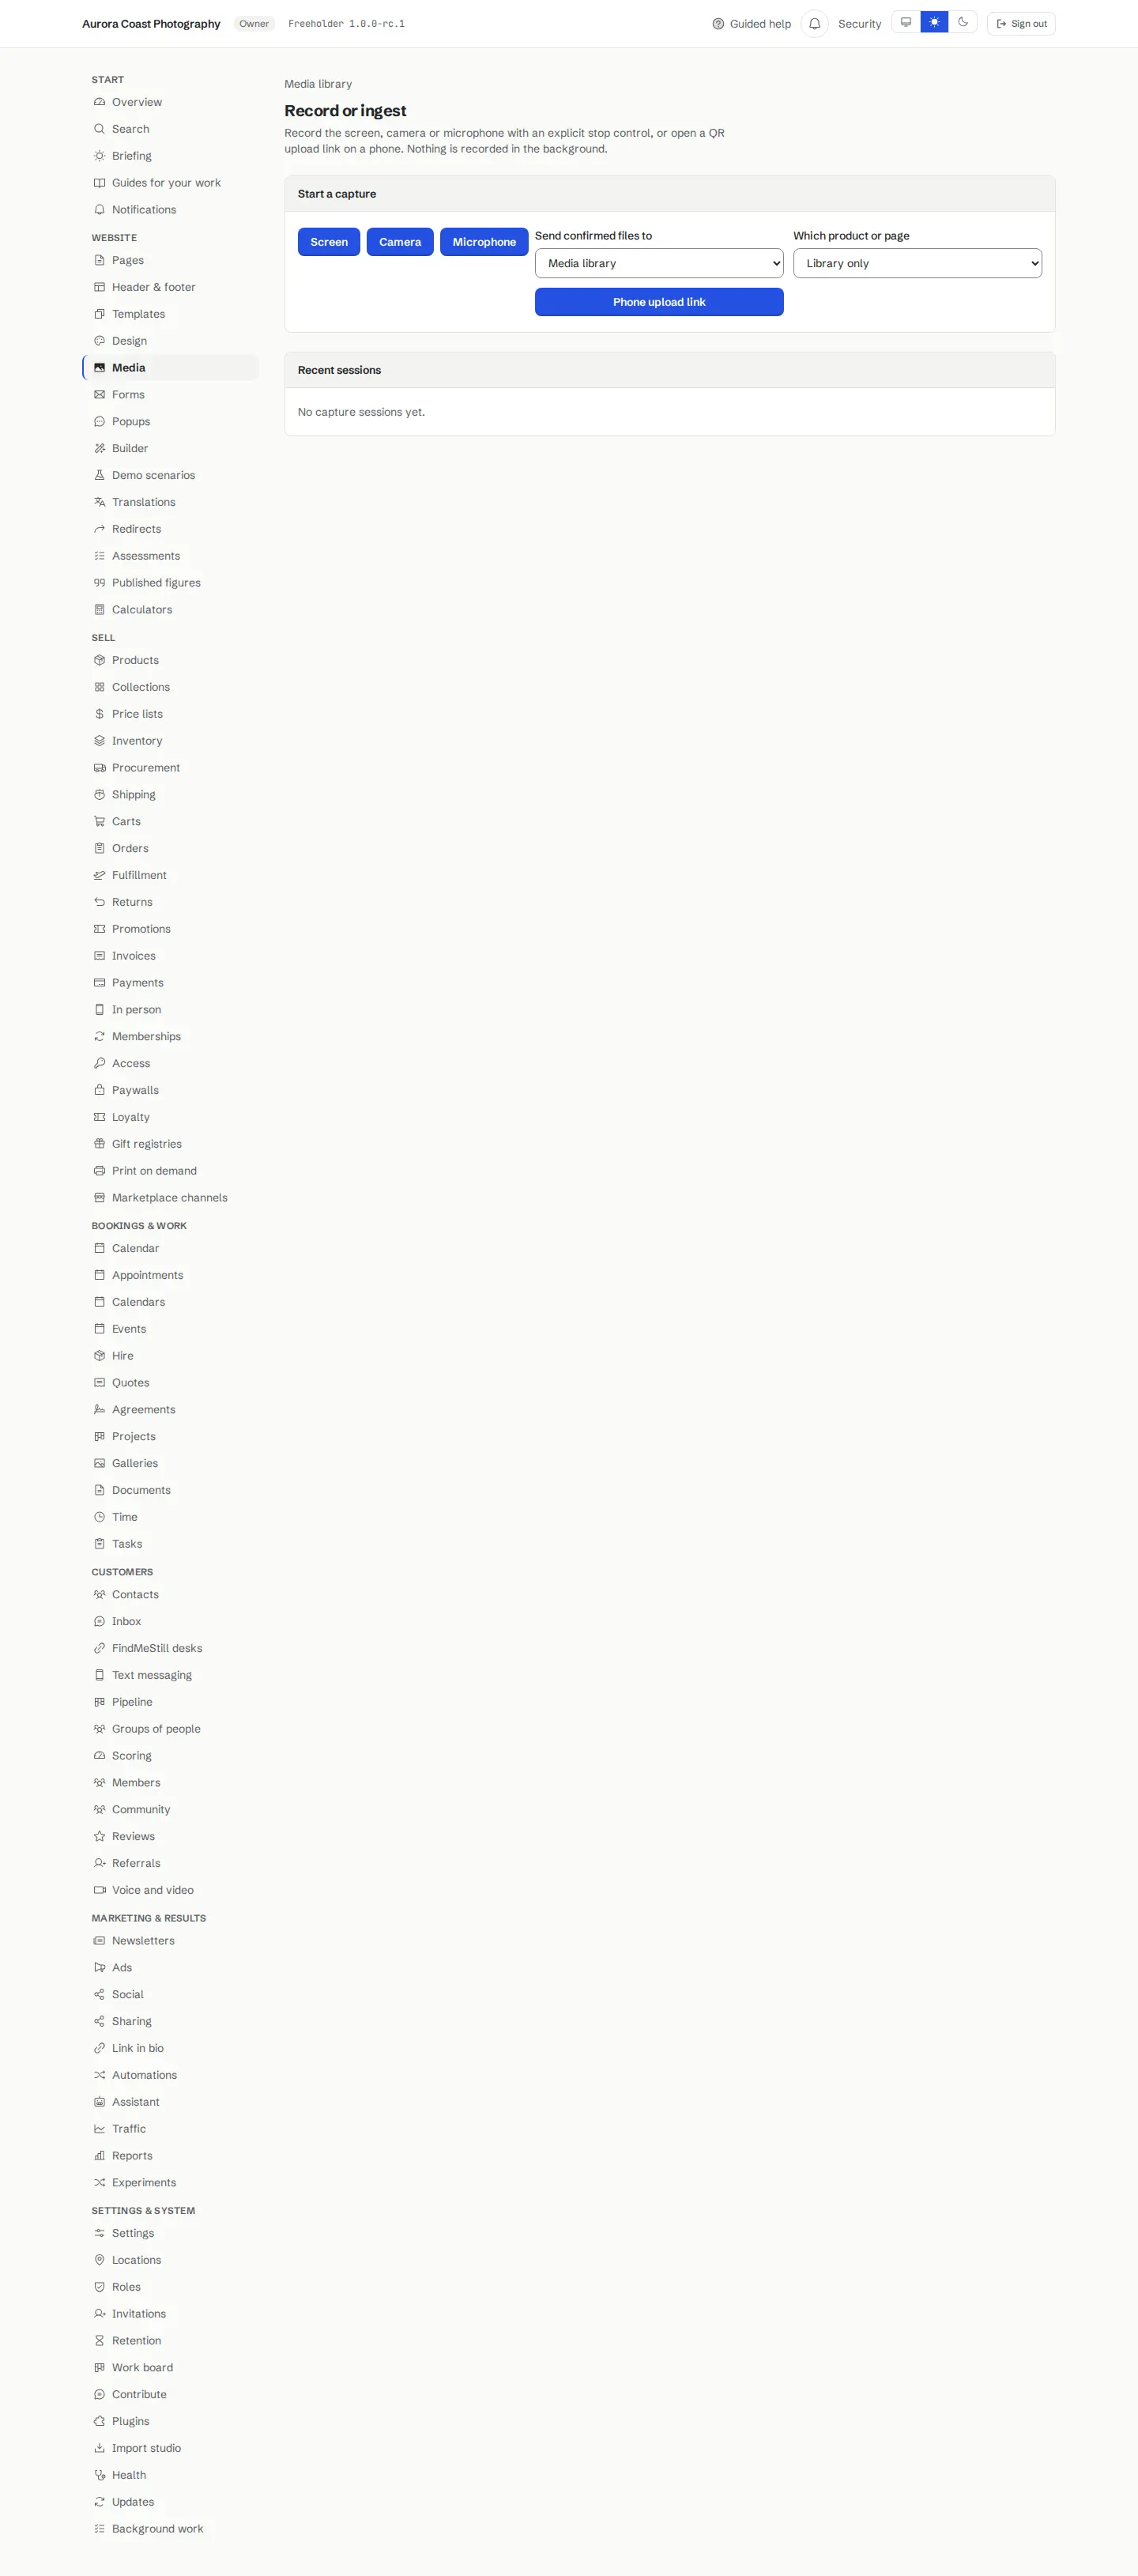 Aurora Coast Photography Owner Freeholder 1.0.0-rc.1 Guided help Security Sign out
START
Overview
Search
Briefing
Guides for your work
Notifications
WEBSITE
Pages
Header & footer
Templates
Design
Media
Forms
Popups
Builder
Demo scenarios
Translations
Redirects
Assessments
Published figures
Calculators
SELL
Products
Collections
Price lists
Inventory
Procurement
Shipping
Carts
Orders
Fulfillment
Returns
Promotions
Invoices
Payments
In person
Memberships
Access
Paywalls
Loyalty
Gift registries
Print on demand
Marketplace channels
BOOKINGS & WORK
Calendar
Appointments
Calendars
Events
Hire
Quotes
Agreements
Projects
Galleries
Documents
Time
Tasks
CUSTOMERS
Contacts
Inbox
FindMeStill desks
Text messaging
Pipeline
Groups of people
Scoring
Members
Community
Reviews
Referrals
Voice and video
MARKETING & RESULTS
Newsletters
Ads
Social
Sharing
Link in bio
Automations
Assistant
Traffic
Reports
Experiments
SETTINGS & SYSTEM
Settings
Locations
Roles
Invitations
Retention
Work board
Contribute
Plugins
Import studio
Health
Updates
Background work
Media library
Record or ingest
Record the screen, camera or microphone with an explicit stop control, or open a QR
upload link on a phone. Nothing is recorded in the background.
Start a capture
Screen Camera Microphone
Send confirmed files to
Media library
Phone upload link
Which product or page
Library only
Recent sessions
No capture sessions yet.